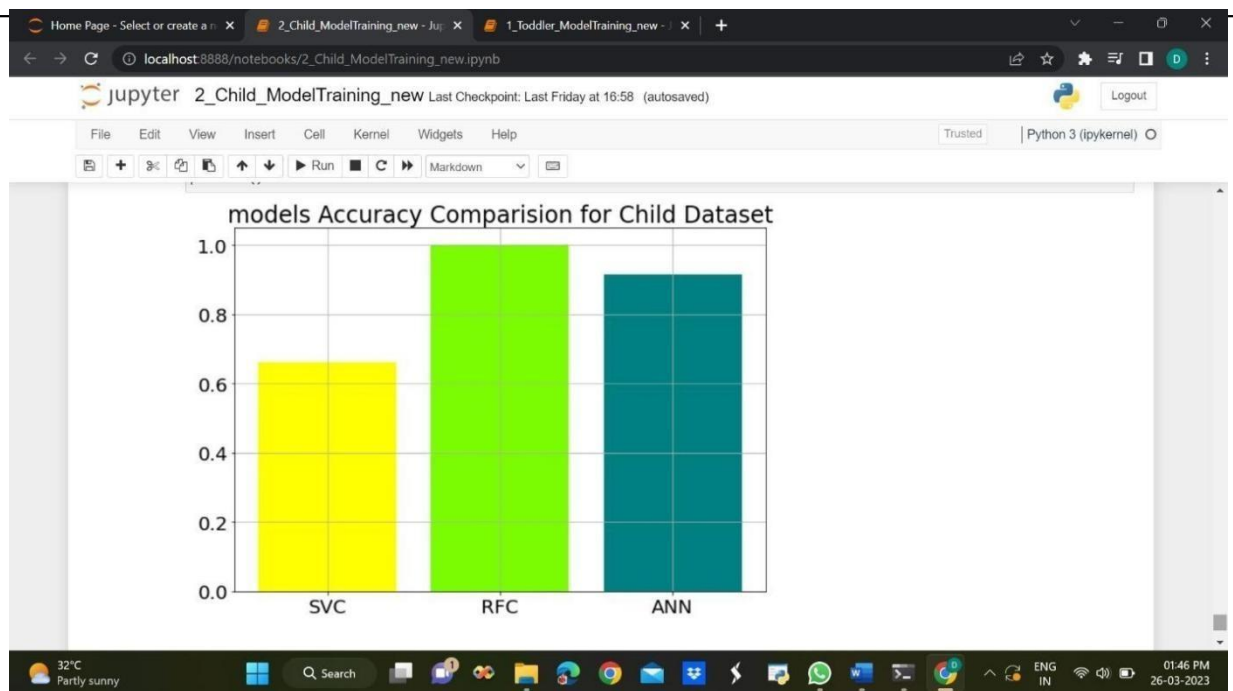 Home Page - Select or create a n
2_Child_ModelTraining_new - Jup
1_Toddler_ModelTraining_new - J
localhost:8888/notebooks/2_Child_ModelTraining_new.ipynb
D
jupyter 2_Child_ModelTraining_new Last Checkpoint: Last Friday at 16:58 (autosaved)
Logout
File Edit View Insert Cell Kernel Widgets Help
Trusted
Python 3 (ipykernel)
Run
Markdown
models Accuracy Comparision for Child Dataset
1.0
0.8
0.6
0.4
0.2
0.0
SVC RFC ANN
32°C
Partly sunny
Search
ENG
IN
01:46 PM
26-03-2023